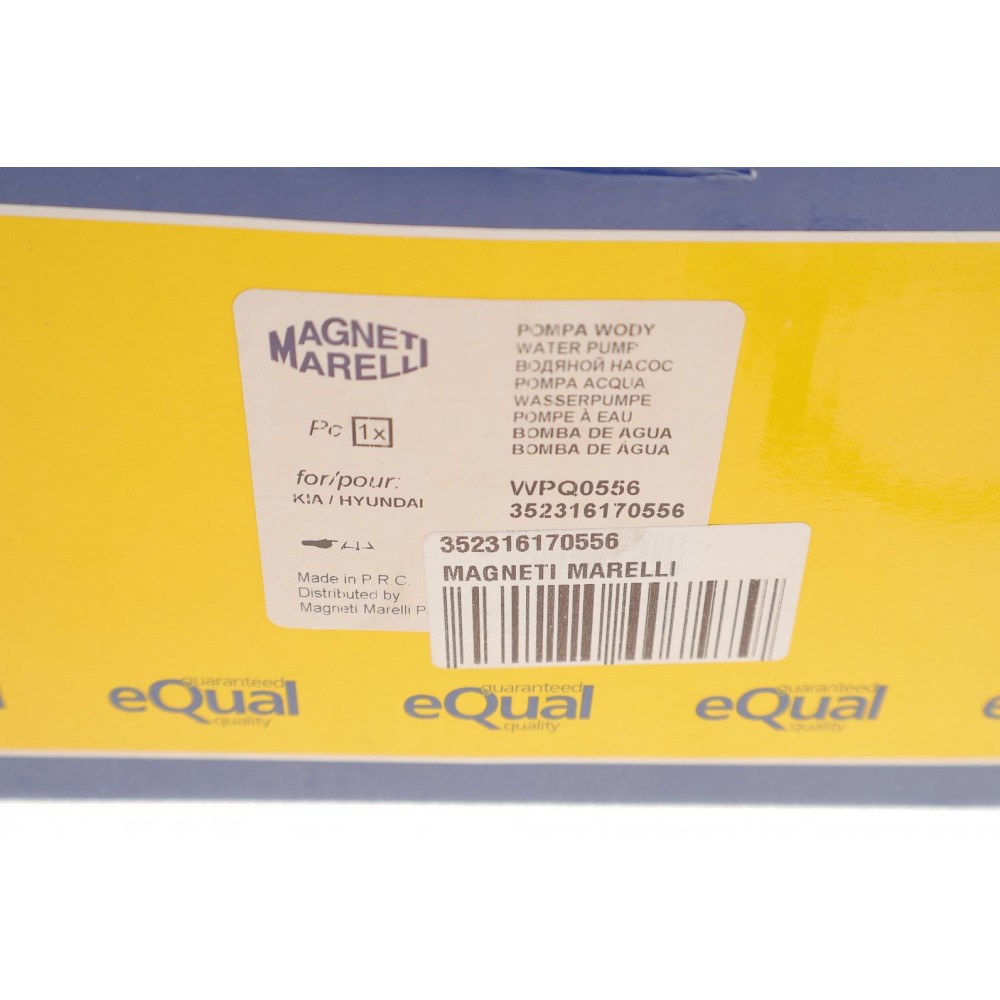 MAGNETI
MARELLI
Pc 1x
for/pour:
KIA / HYUNDAI
Made in P.R.C.
Distributed by
Magneti Marelli P
POMPA WODY
WATER PUMP
ВОДЯНОЙ НАСОС
POMPA ACQUA
WASSERPUMPE
POMPE À EAU
BOMBA DE AGUA
BOMBA DE ÁGUA
WPQ0556
352316170556
352316170556
MAGNETI MARELLI
guaranteed
eQual
quality
guaranteed
eQual
quality
guaranteed
eQual
quality